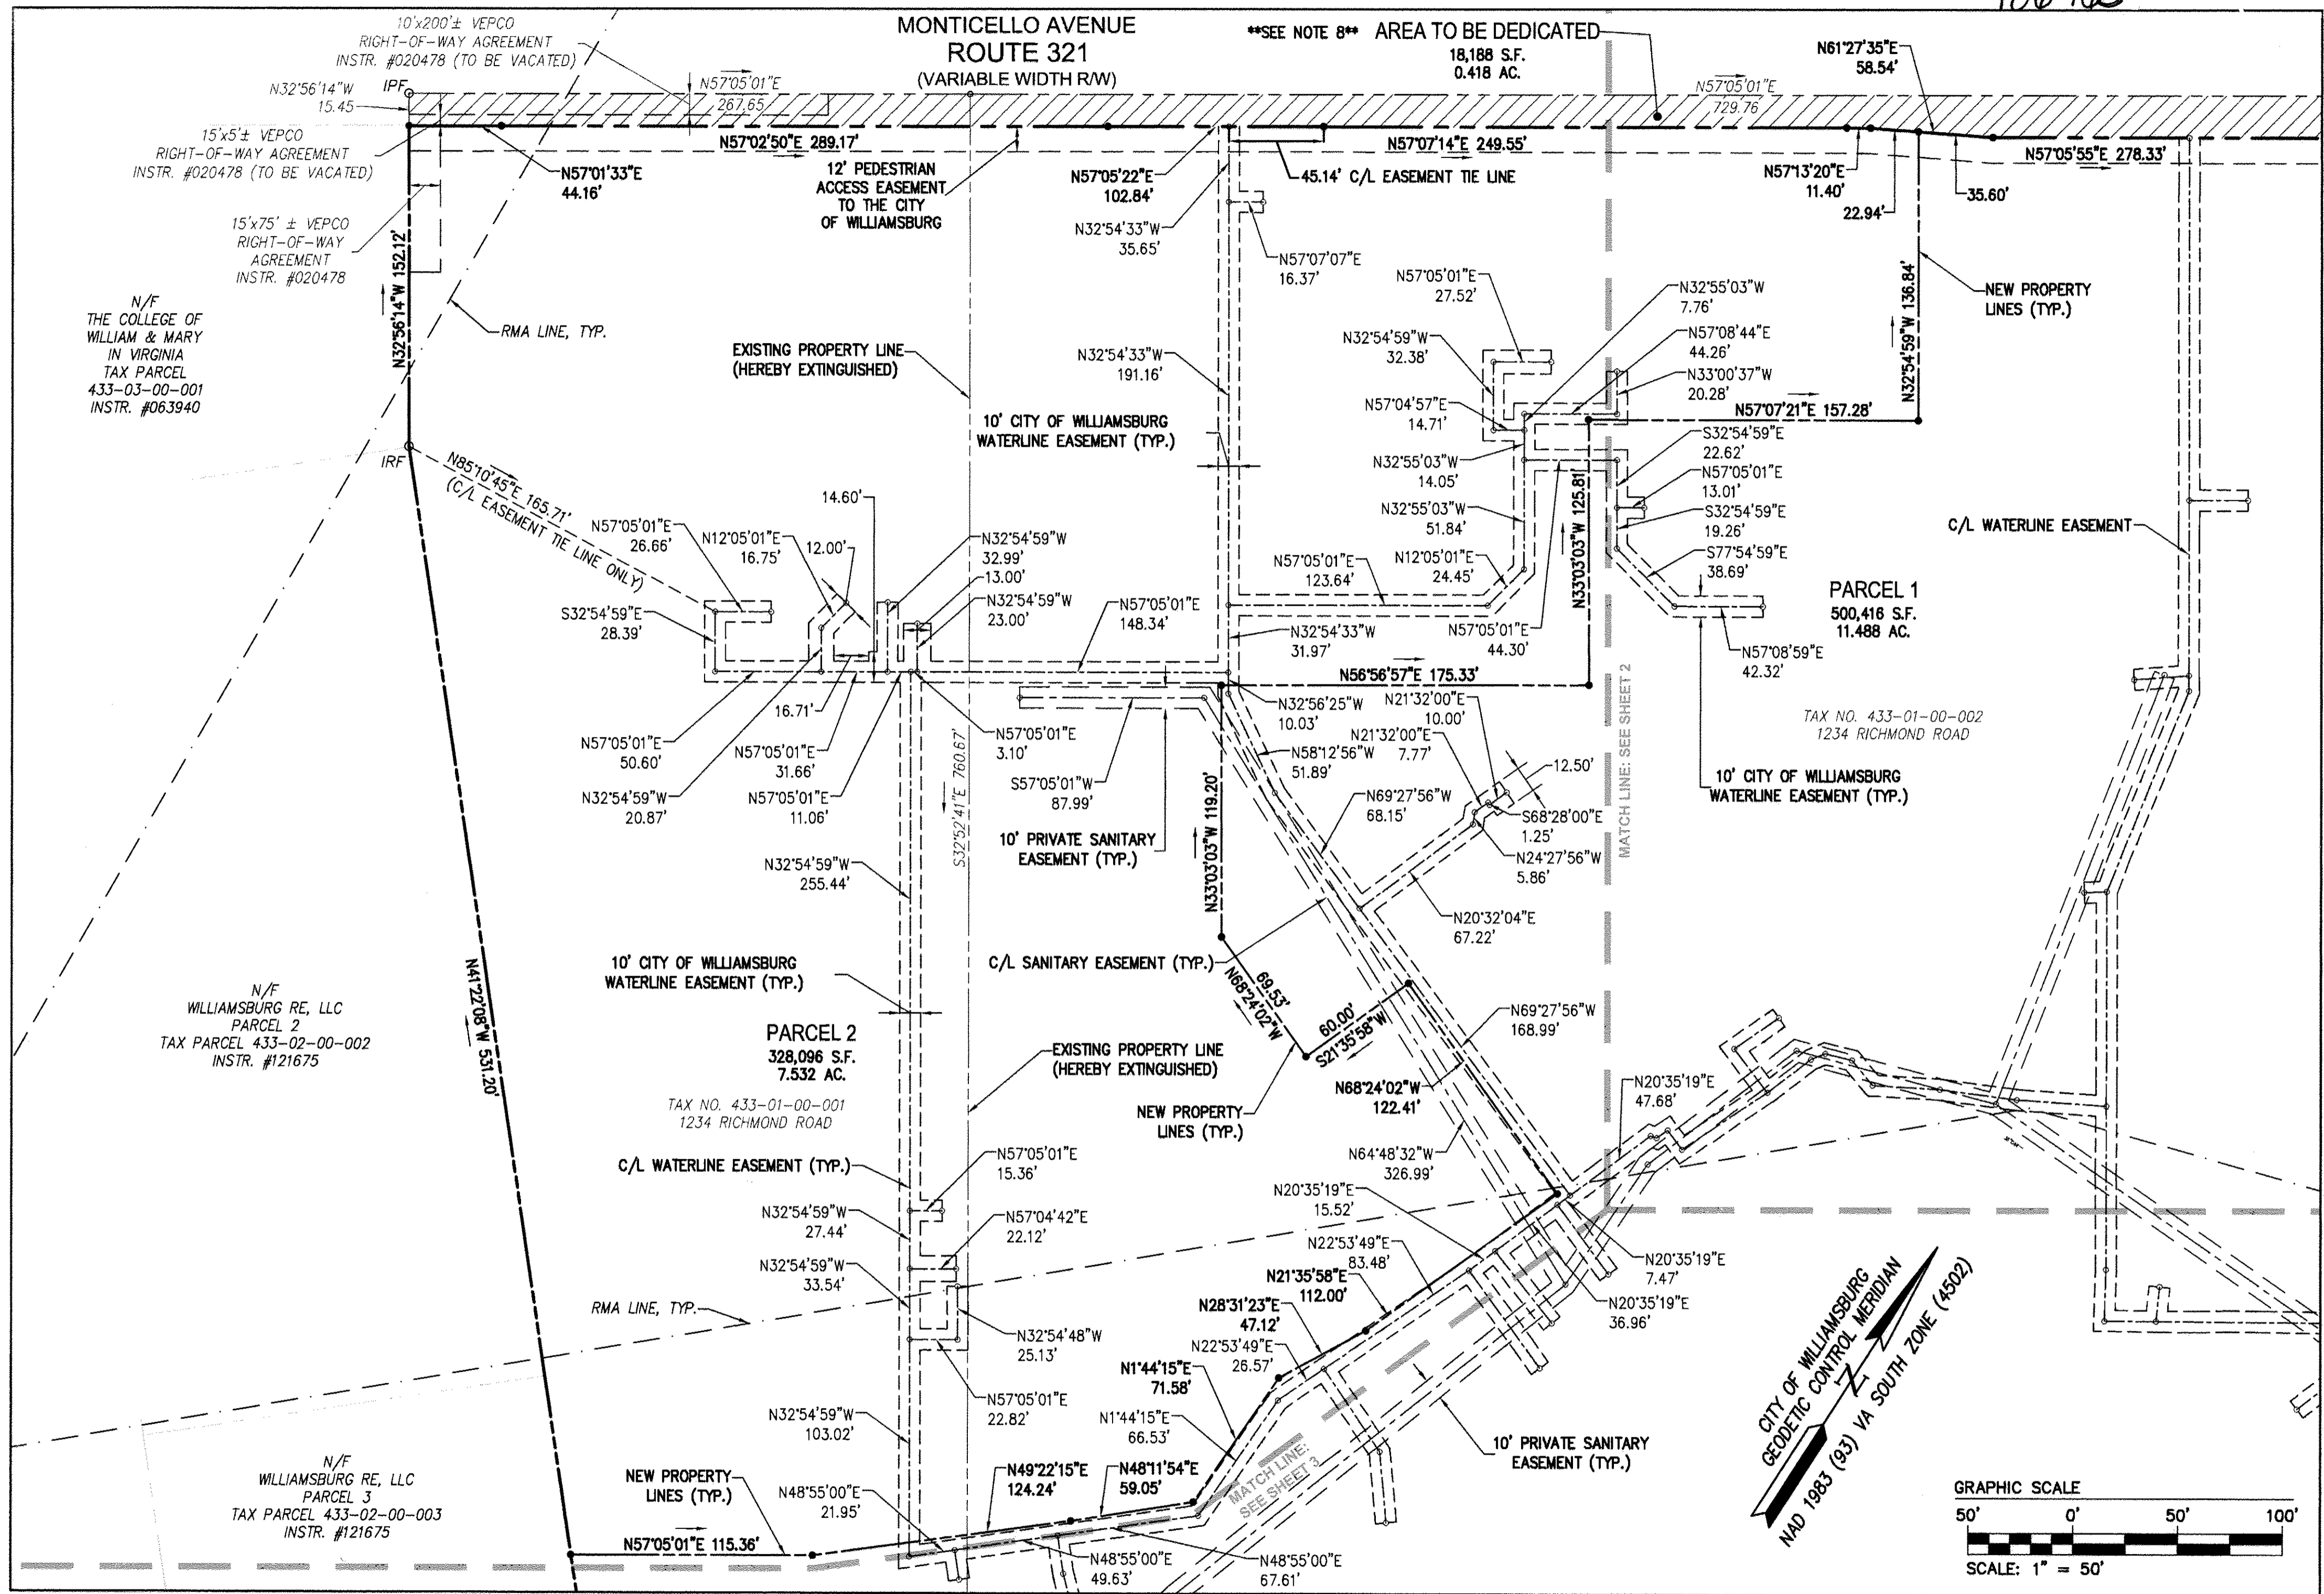 10'x200'± VEPCO
RIGHT-OF-WAY AGREEMENT
INSTR. #020478 (TO BE VACATED)
MONTICELLO AVENUE
ROUTE 321
(VARIABLE WIDTH R/W)
**SEE NOTE 8** AREA TO BE DEDICATED
18,188 S.F.
0.418 AC.
N61°27'35"E
58.54'
N32°56'14"W
15.45
IPF
N57°05'01"E
267.65
N57°05'01"E
729.76
15'x5'± VEPCO
RIGHT-OF-WAY AGREEMENT
INSTR. #020478 (TO BE VACATED)
N57°02'50"E 289.17'
N57°01'33"E
44.16'
12' PEDESTRIAN
ACCESS EASEMENT
TO THE CITY
OF WILLIAMSBURG
N57°05'22"E
102.84'
45.14' C/L EASEMENT TIE LINE
N57°07'14"E 249.55'
N57°13'20"E
11.40'
22.94'
35.60'
N57°05'55"E 278.33'
15'x75' ± VEPCO
RIGHT-OF-WAY
AGREEMENT
INSTR. #020478
N32°56'14"W 152.12'
N32°54'33"W
35.65'
N57°07'07"E
16.37'
N/F
THE COLLEGE OF
WILLIAM & MARY
IN VIRGINIA
TAX PARCEL
433-03-00-001
INSTR. #063940
RMA LINE, TYP.
EXISTING PROPERTY LINE
(HEREBY EXTINGUISHED)
N32°54'33"W
191.16'
10' CITY OF WILLIAMSBURG
WATERLINE EASEMENT (TYP.)
N57°05'01"E
27.52'
N32°54'59"W
32.38'
N57°04'57"E
14.71'
N32°55'03"W
14.05'
N32°55'03"W
51.84'
N32°55'03"W
7.76'
N57°08'44"E
44.26'
N33°00'37"W
20.28'
N57°07'21"E 157.28'
N32°54'59"W 136.84'
NEW PROPERTY
LINES (TYP.)
S32°54'59"E
22.62'
N57°05'01"E
13.01'
S32°54'59"E
19.26'
S77°54'59"E
38.69'
N57°08'59"E
42.32'
C/L WATERLINE EASEMENT
IRF
N85°10'45"E 165.71'
(C/L EASEMENT TIE LINE ONLY)
N57°05'01"E
26.66'
N12°05'01"E
16.75'
12.00'
14.60'
N32°54'59"W
32.99'
13.00'
N32°54'59"W
23.00'
N57°05'01"E
148.34'
N57°05'01"E
123.64'
N12°05'01"E
24.45'
N33°03'03"W 125.81'
N57°05'01"E
44.30'
S32°54'59"E
28.39'
N32°54'33"W
31.97'
N56°56'57"E 175.33'
PARCEL 1
500,416 S.F.
11.488 AC.
TAX NO. 433-01-00-002
1234 RICHMOND ROAD
MATCH LINE: SEE SHEET 2
N57°05'01"E
50.60'
16.71'
N57°05'01"E
31.66'
N32°54'59"W
20.87'
N57°05'01"E
11.06'
N57°05'01"E
3.10'
S57°05'01"W
87.99'
S32°52'41"E 760.67'
N32°56'25"W
10.03'
N58°12'56"W
51.89'
N21°32'00"E
10.00'
N21°32'00"E
7.77'
12.50'
S68°28'00"E
1.25'
N24°27'56"W
5.86'
N69°27'56"W
68.15'
N20°32'04"E
67.22'
10' CITY OF WILLIAMSBURG
WATERLINE EASEMENT (TYP.)
10' PRIVATE SANITARY
EASEMENT (TYP.)
N33°03'03"W 119.20'
N32°54'59"W
255.44'
C/L SANITARY EASEMENT (TYP.)
10' CITY OF WILLIAMSBURG
WATERLINE EASEMENT (TYP.)
N41°22'08"W 531.20'
69.53'
N68°24'02"W
60.00'
S21°35'58"W
N/F
WILLIAMSBURG RE, LLC
PARCEL 2
TAX PARCEL 433-02-00-002
INSTR. #121675
PARCEL 2
328,096 S.F.
7.532 AC.
TAX NO. 433-01-00-001
1234 RICHMOND ROAD
EXISTING PROPERTY LINE
(HEREBY EXTINGUISHED)
NEW PROPERTY
LINES (TYP.)
N69°27'56"W
168.99'
N68°24'02"W
122.41'
N64°48'32"W
326.99'
N20°35'19"E
47.68'
C/L WATERLINE EASEMENT (TYP.)
N57°05'01"E
15.36'
N32°54'59"W
27.44'
N57°04'42"E
22.12'
N32°54'59"W
33.54'
N20°35'19"E
15.52'
N22°53'49"E
83.48'
N21°35'58"E
112.00'
N28°31'23"E
47.12'
N22°53'49"E
26.57'
N20°35'19"E
7.47'
N20°35'19"E
36.96'
RMA LINE, TYP.
N32°54'48"W
25.13'
N1°44'15"E
71.58'
N57°05'01"E
22.82'
N1°44'15"E
66.53'
N32°54'59"W
103.02'
10' PRIVATE SANITARY
EASEMENT (TYP.)
MATCH LINE:
SEE SHEET 3
N/F
WILLIAMSBURG RE, LLC
PARCEL 3
TAX PARCEL 433-02-00-003
INSTR. #121675
NEW PROPERTY
LINES (TYP.)
N49°22'15"E
124.24'
N48°11'54"E
59.05'
N48°55'00"E
21.95'
N57°05'01"E 115.36'
N48°55'00"E
49.63'
N48°55'00"E
67.61'
CITY OF WILLIAMSBURG
GEODETIC CONTROL MERIDIAN
N
NAD 1983 (93) VA SOUTH ZONE (4502)
GRAPHIC SCALE
50' 0 50' 100'
SCALE: 1" = 50'